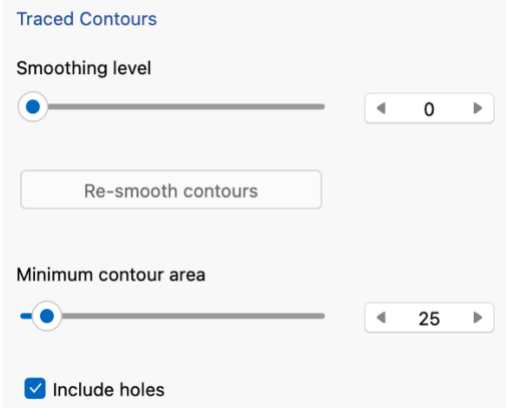 Traced Contours
Smoothing level
0
Re-smooth contours
Minimum contour area
25
Include holes